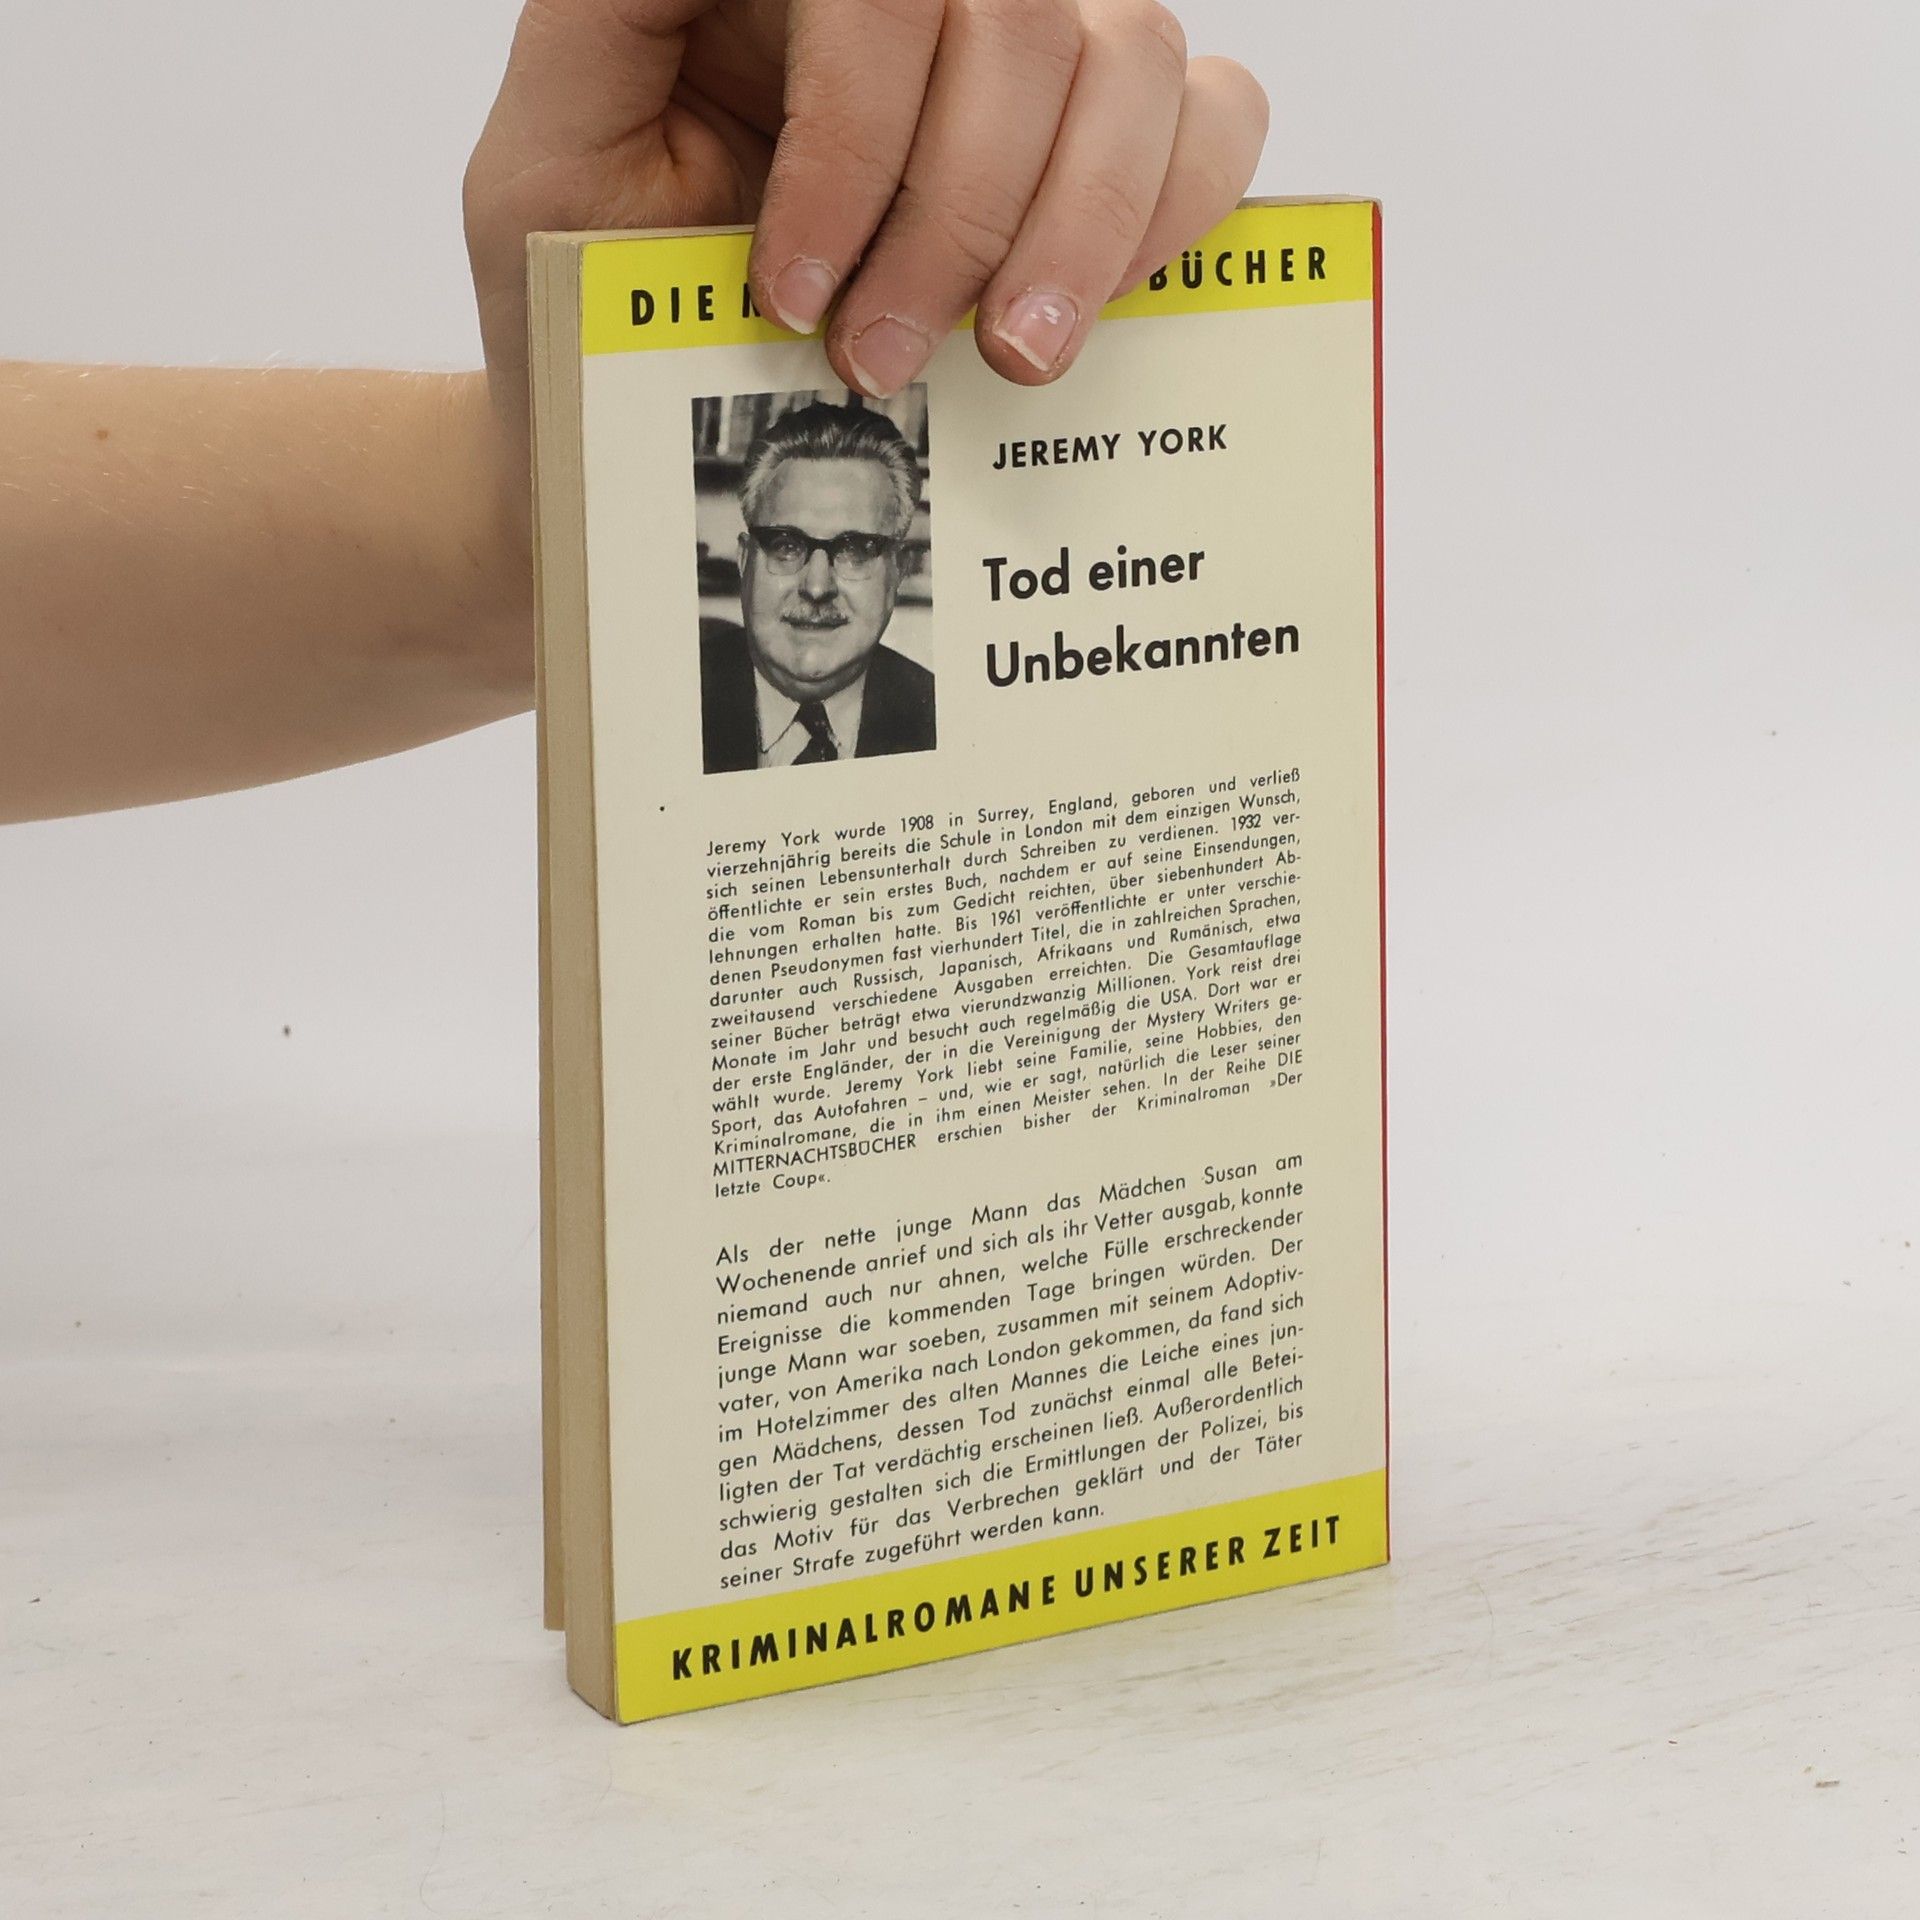 DIE BÜCHER
JEREMY YORK
Tod einer
Unbekannten
Jeremy York wurde 1908 in Surrey, England, geboren und verließ
vierzehnjährig bereits die Schule in London mit dem einzigen Wunsch,
sich seinen Lebensunterhalt durch Schreiben zu verdienen. 1932 ver-
öffentlichte er sein erstes Buch, nachdem er auf seine Einsendungen,
die vom Roman bis zum Gedicht reichten, über siebenhundert Ab-
lehnungen erhalten hatte. Bis 1961 veröffentlichte er unter verschie-
denen Pseudonymen fast vierhundert Titel, die in zahlreichen Sprachen,
darunter auch Russisch, Japanisch, Afrikaans und Rumänisch, etwa
zweitausend verschiedene Ausgaben erreichten. Die Gesamtauflage
seiner Bücher beträgt etwa vierundzwanzig Millionen. York reist drei
Monate im Jahr und besucht auch regelmäßig die USA. Dort war er
der erste Engländer, der in die Vereinigung der Mystery Writers ge-
wählt wurde. Jeremy York liebt seine Familie, seine Hobbies, den
Sport, das Autofahren – und, wie er sagt, natürlich die Leser seiner
Kriminalromane, die in ihm einen Meister sehen. In der Reihe DIE
MITTERNACHTSBÜCHER erschien bisher der Kriminalroman »Der
letzte Coup«.
Als der nette junge Mann das Mädchen Susan am
Wochenende anrief und sich als ihr Vetter ausgab, konnte
niemand auch nur ahnen, welche Fülle erschreckender
Ereignisse die kommenden Tage bringen würden. Der
junge Mann war soeben, zusammen mit seinem Adoptiv-
vater, von Amerika nach London gekommen, da fand sich
im Hotelzimmer des alten Mannes die Leiche eines jun-
gen Mädchens, dessen Tod zunächst einmal alle Betei-
ligten der Tat verdächtig erscheinen ließ. Außerordentlich
schwierig gestalten sich die Ermittlungen der Polizei, bis
das Motiv für das Verbrechen geklärt und der Täter
seiner Strafe zugeführt werden kann.
KRIMINALROMANE UNSERER ZEIT